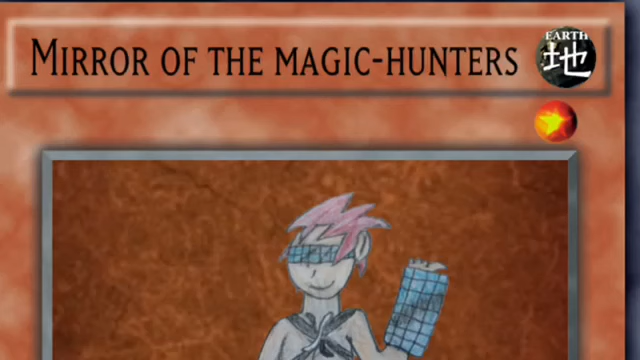 MIRROR OF THE MAGIC-HUNTERS
EARTH
地